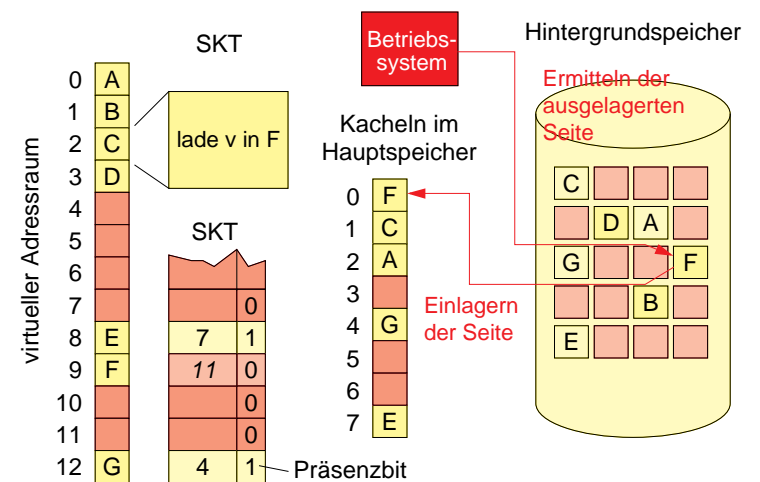 SKT
Betriebs-
system
Hintergrundspeicher
Ermitteln der
ausgelagerten
Seite
virtueller Adressraum
0 A
1 B
2 C
3 D
4
5
6
7
8 E
9 F
10
11
12 G
lade v in F
SKT
0
7 1
11 0
0
0
4 1
Präsenzbit
Kacheln im
Hauptspeicher
0 F
1 C
2 A
3
4 G
5
6
7 E
Einlagern
der Seite
C
D A
G F
B
E